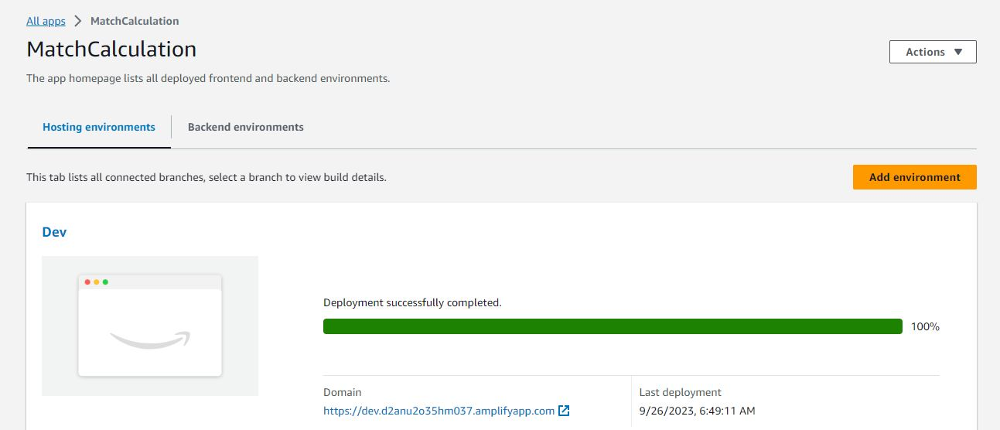 All apps > MatchCalculation
MatchCalculation
Actions
The app homepage lists all deployed frontend and backend environments.
Hosting environments
Backend environments
This tab lists all connected branches, select a branch to view build details.
Add environment
Dev
Deployment successfully completed.
100%
Domain
Last deployment
https://dev.d2anu2o35hm037.amplifyapp.com
9/26/2023, 6:49:11 AM